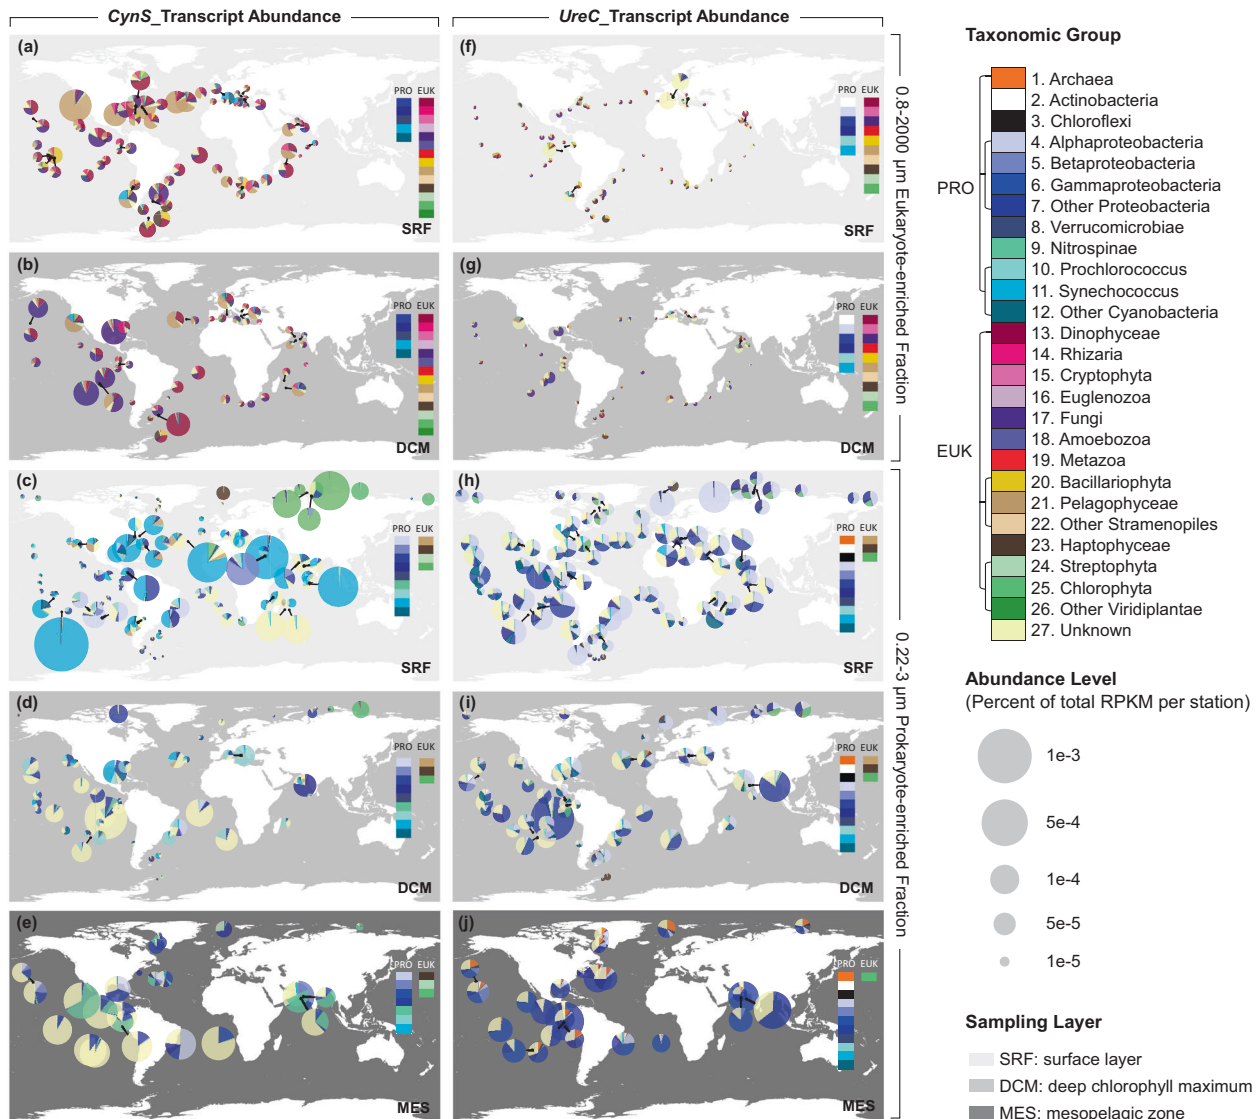 CynS_Transcript Abundance
UreC_Transcript Abundance
(a)
PRO EUK
SRF
(f)
PRO EUK
SRF
(b)
PRO EUK
DCM
(g)
PRO EUK
DCM
0.8-2000 µm Eukaryote-enriched Fraction
(c)
PRO EUK
SRF
(h)
PRO EUK
SRF
(d)
PRO EUK
DCM
(i)
PRO EUK
DCM
(e)
PRO EUK
MES
(j)
PRO EUK
MES
0.22-3 µm Prokaryote-enriched Fraction
Taxonomic Group
PRO
1. Archaea
2. Actinobacteria
3. Chloroflexi
4. Alphaproteobacteria
5. Betaproteobacteria
6. Gammaproteobacteria
7. Other Proteobacteria
8. Verrucomicrobiae
9. Nitrospinae
10. Prochlorococcus
11. Synechococcus
12. Other Cyanobacteria
EUK
13. Dinophyceae
14. Rhizaria
15. Cryptophyta
16. Euglenozoa
17. Fungi
18. Amoebozoa
19. Metazoa
20. Bacillariophyta
21. Pelagophyceae
22. Other Stramenopiles
23. Haptophyceae
24. Streptophyta
25. Chlorophyta
26. Other Viridiplantae
27. Unknown
Abundance Level
(Percent of total RPKM per station)
1e-3
5e-4
1e-4
5e-5
1e-5
Sampling Layer
SRF: surface layer
DCM: deep chlorophyll maximum
MES: mesopelagic zone